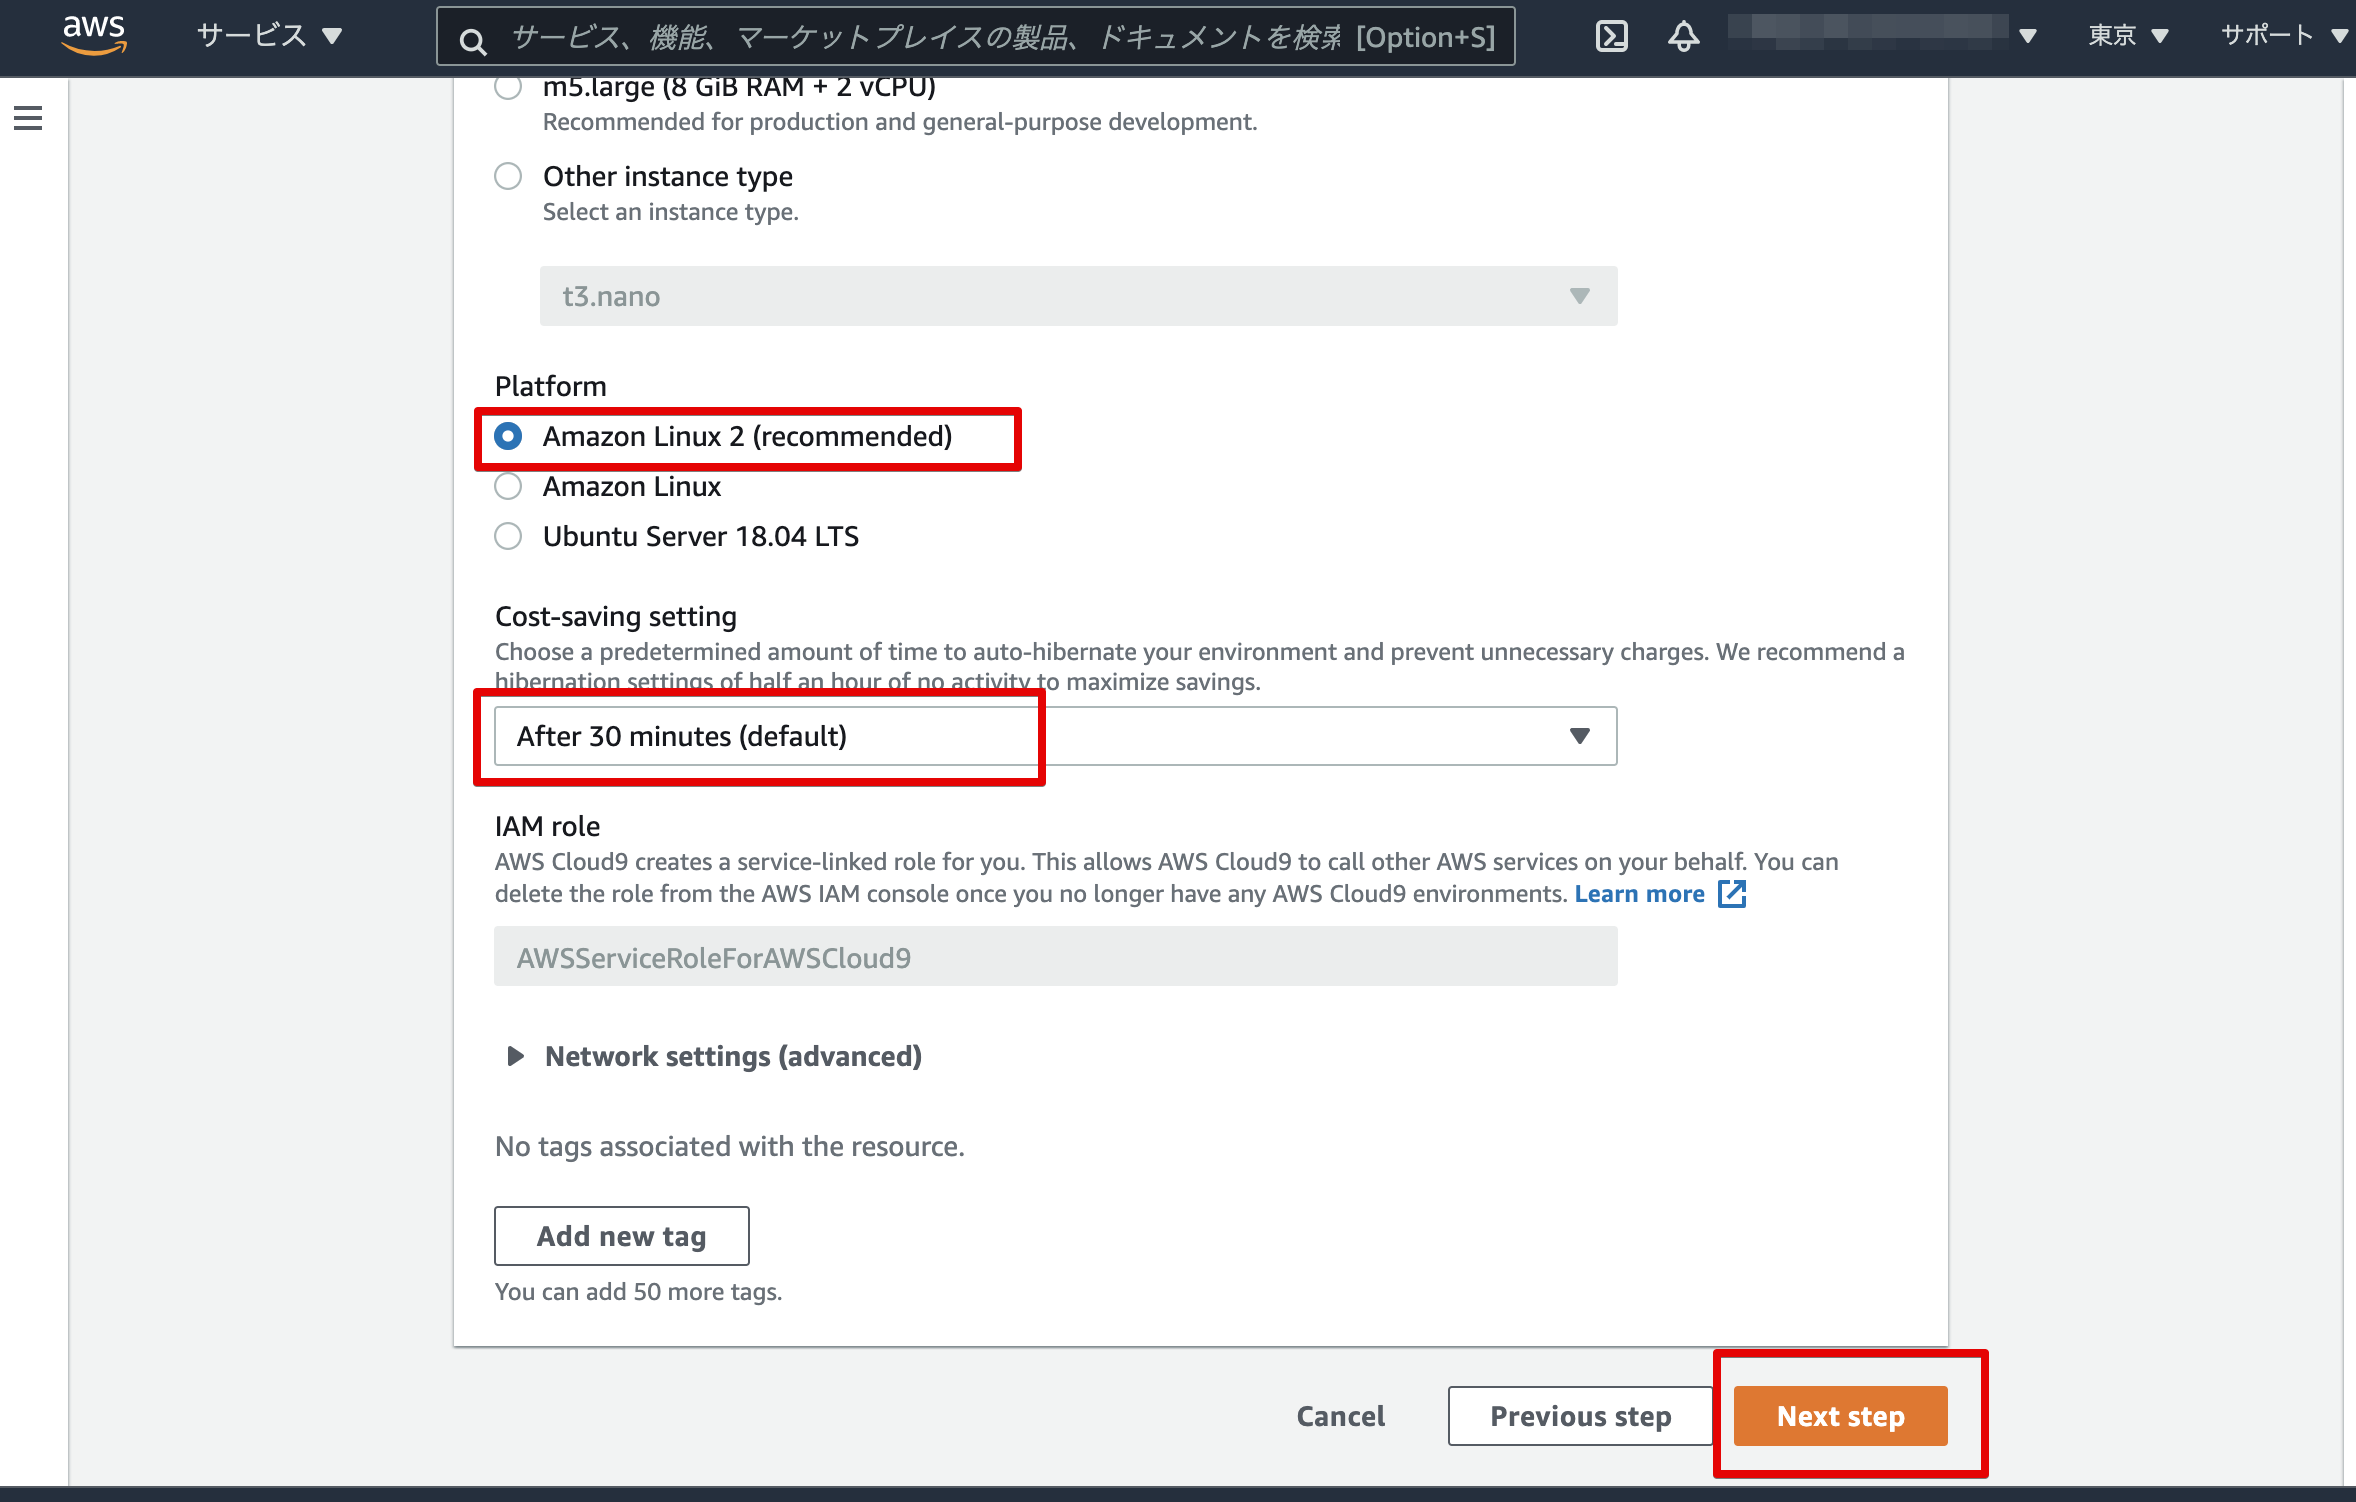 aws
サービス
サービス、機能、マーケットプレイスの製品、ドキュメントを検索 [Option+S]
東京
サポート
m5.large (8 GiB RAM + 2 vCPU)
Recommended for production and general-purpose development.
Other instance type
Select an instance type.
t3.nano
Platform
Amazon Linux 2 (recommended)
Amazon Linux
Ubuntu Server 18.04 LTS
Cost-saving setting
Choose a predetermined amount of time to auto-hibernate your environment and prevent unnecessary charges. We recommend a
hibernation settings of half an hour of no activity to maximize savings.
After 30 minutes (default)
IAM role
AWS Cloud9 creates a service-linked role for you. This allows AWS Cloud9 to call other AWS services on your behalf. You can
delete the role from the AWS IAM console once you no longer have any AWS Cloud9 environments. Learn more
AWSServiceRoleForAWSCloud9
Network settings (advanced)
No tags associated with the resource.
Add new tag
You can add 50 more tags.
Cancel
Previous step
Next step